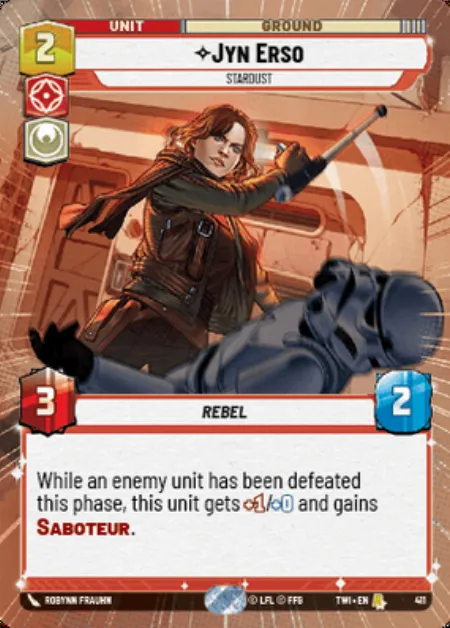 UNIT GROUND
2
JYN ERSO
STARDUST
3 REBEL 2
While an enemy unit has been defeated
this phase, this unit gets +1/+0 and gains
SABOTEUR.
ROBYNN FRAUHN © LFL © FFG TWI • EN